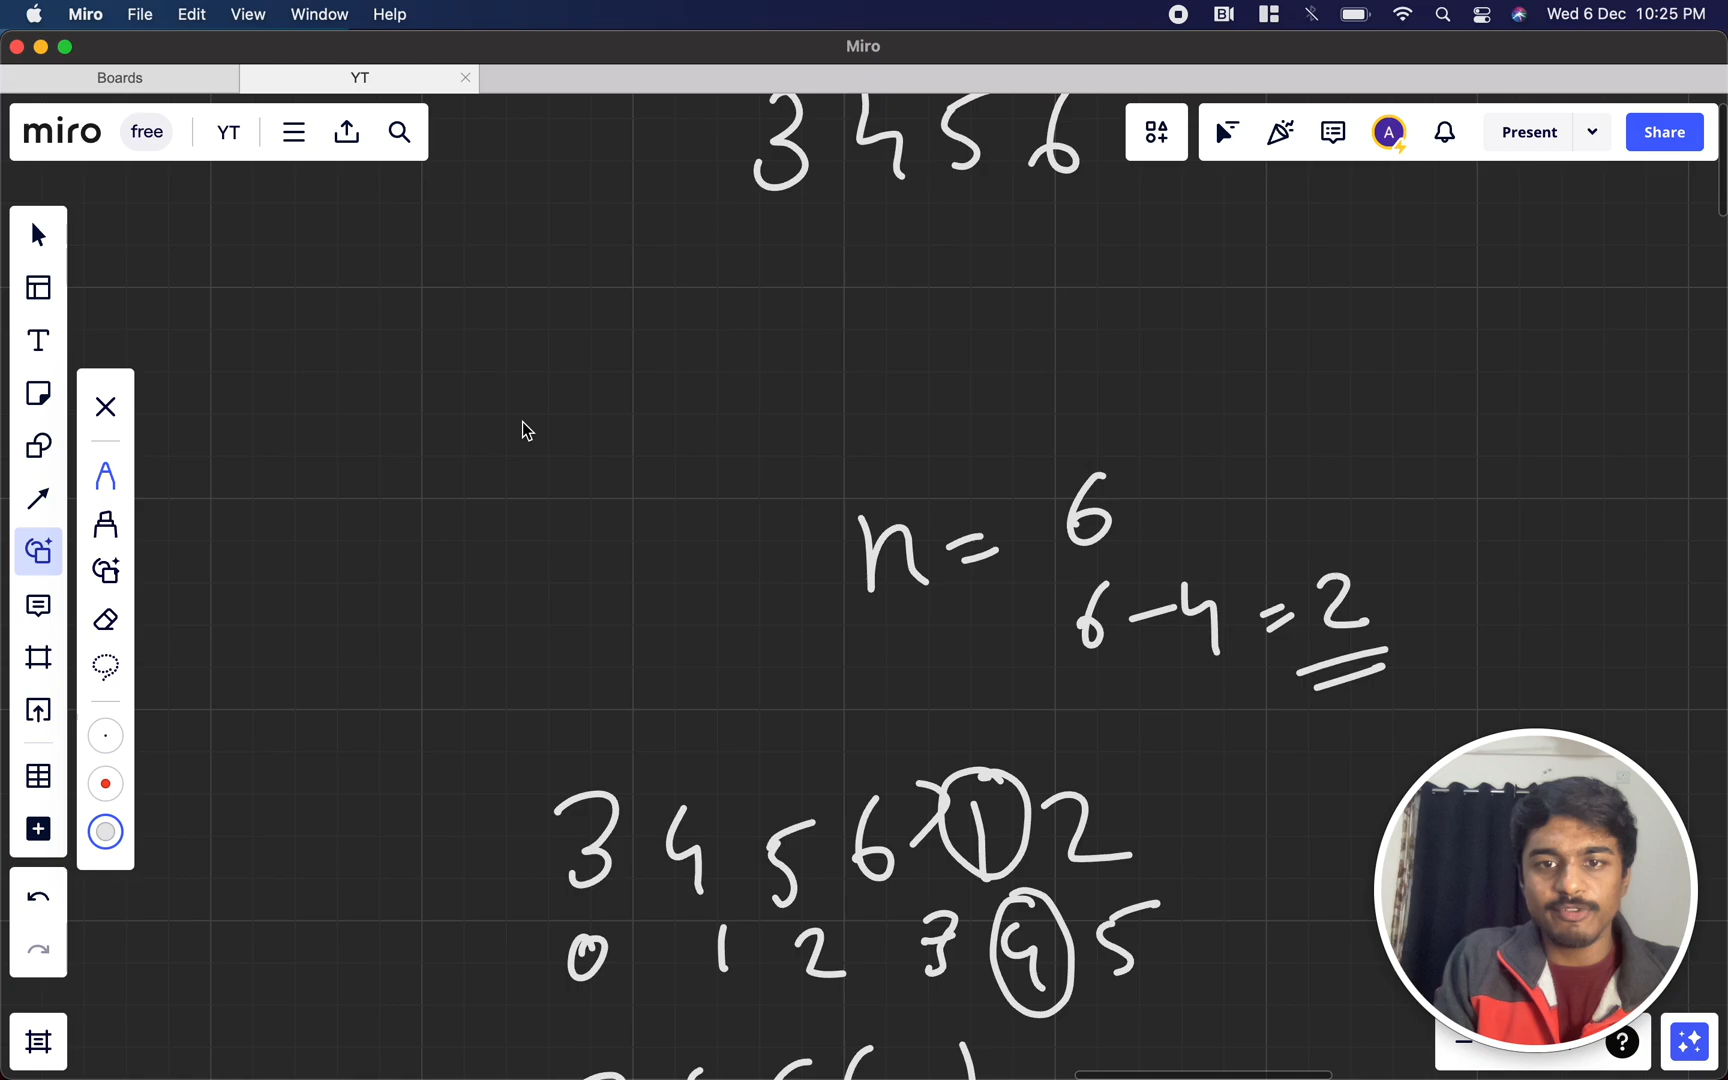 Miro File Edit View Window Help Wed 6 Dec 10:25 PM
Miro
Boards YT
miro free YT A Present Share
3 4 5 6
n = 6
6 - 4 = 2
3 4 5 6 1 2
0 1 2 3 4 5
?